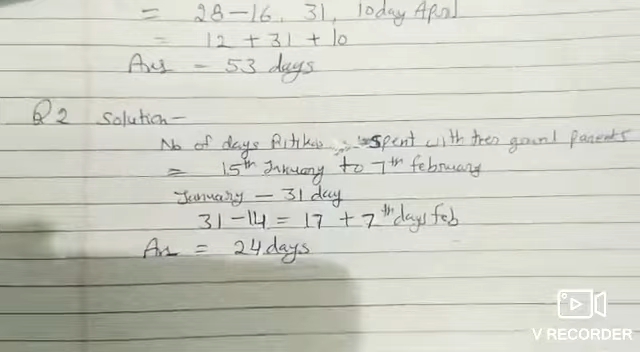 = 28-16, 31, 10day April
= 12 + 31 + 10
Ans - 53 days
Q2 Solution-
No of days Ritika spent with ther grand parents
= 15th January to 7th february
January - 31 day
31-14 = 17 + 7th days feb
Ans = 24 days
V RECORDER